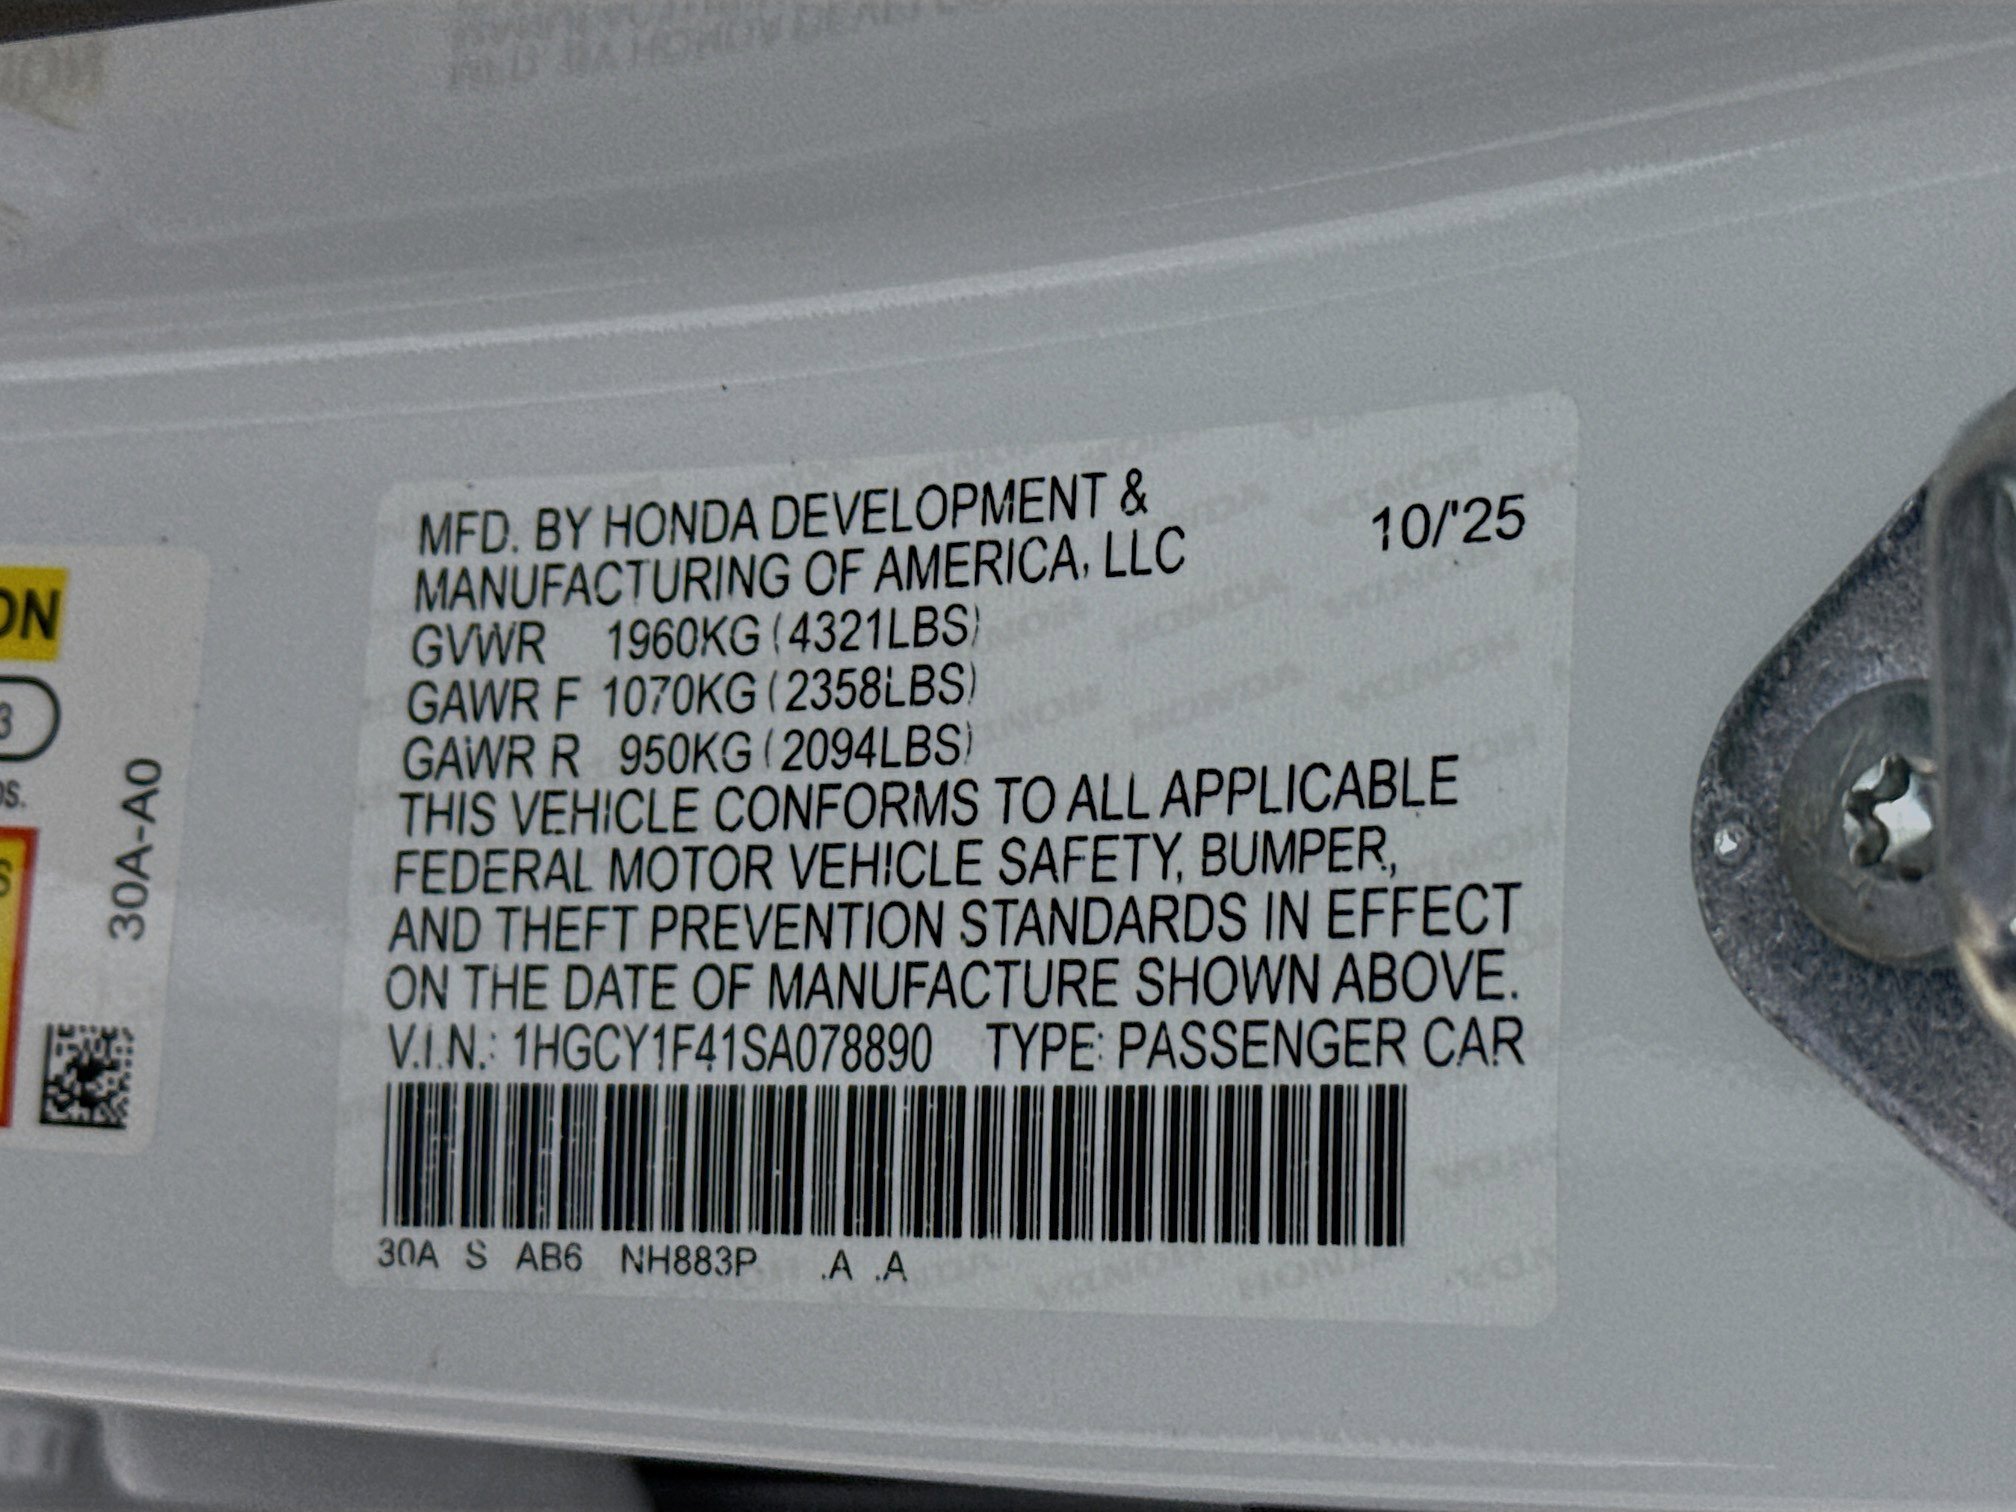 MFD. BY HONDA DEVELOPMENT &
MANUFACTURING OF AMERICA, LLC
10/'25
GVWR 1960KG (4321LBS)
GAWR F 1070KG (2358LBS)
GAWR R 950KG (2094LBS)
THIS VEHICLE CONFORMS TO ALL APPLICABLE
FEDERAL MOTOR VEHICLE SAFETY, BUMPER,
AND THEFT PREVENTION STANDARDS IN EFFECT
ON THE DATE OF MANUFACTURE SHOWN ABOVE.
V.I.N.: 1HGCY1F41SA078890 TYPE: PASSENGER CAR
30A S AB6 NH883P .A .A
30A-A0